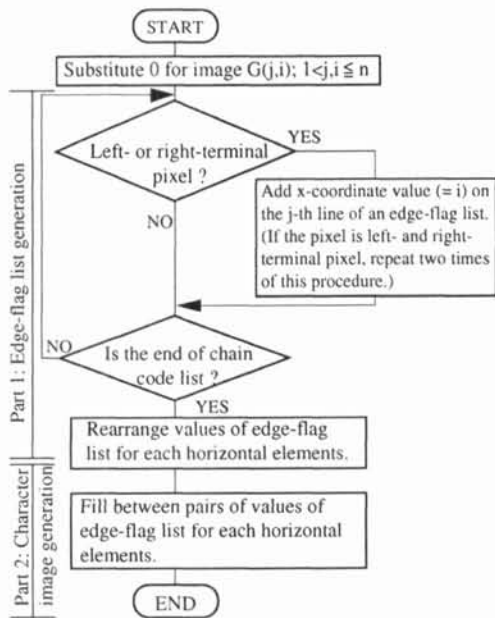 START
Substitute 0 for image G(j,i); 1<j,i ≦ n
Left- or right-terminal
pixel ?
YES
NO
Add x-coordinate value (= i) on
the j-th line of an edge-flag list.
(If the pixel is left- and right-
terminal pixel, repeat two times
of this procedure.)
Is the end of chain
code list ?
NO
YES
Rearrange values of edge-flag
list for each horizontal elements.
Fill between pairs of values of
edge-flag list for each horizontal
elements.
END
Part 1: Edge-flag list generation
Part 2: Character
image generation